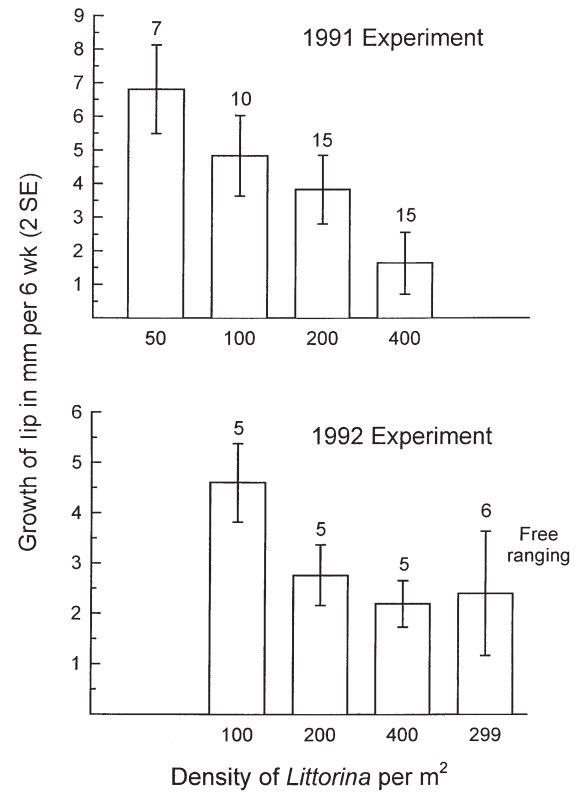 Growth of lip in mm per 6 wk (2 SE)
1991 Experiment
9
8
7
6
5
4
3
2
1
7
10
15
15
50 100 200 400
1992 Experiment
6
5
4
3
2
1
5
5
5
6
Free
ranging
100 200 400 299
Density of Littorina per m²